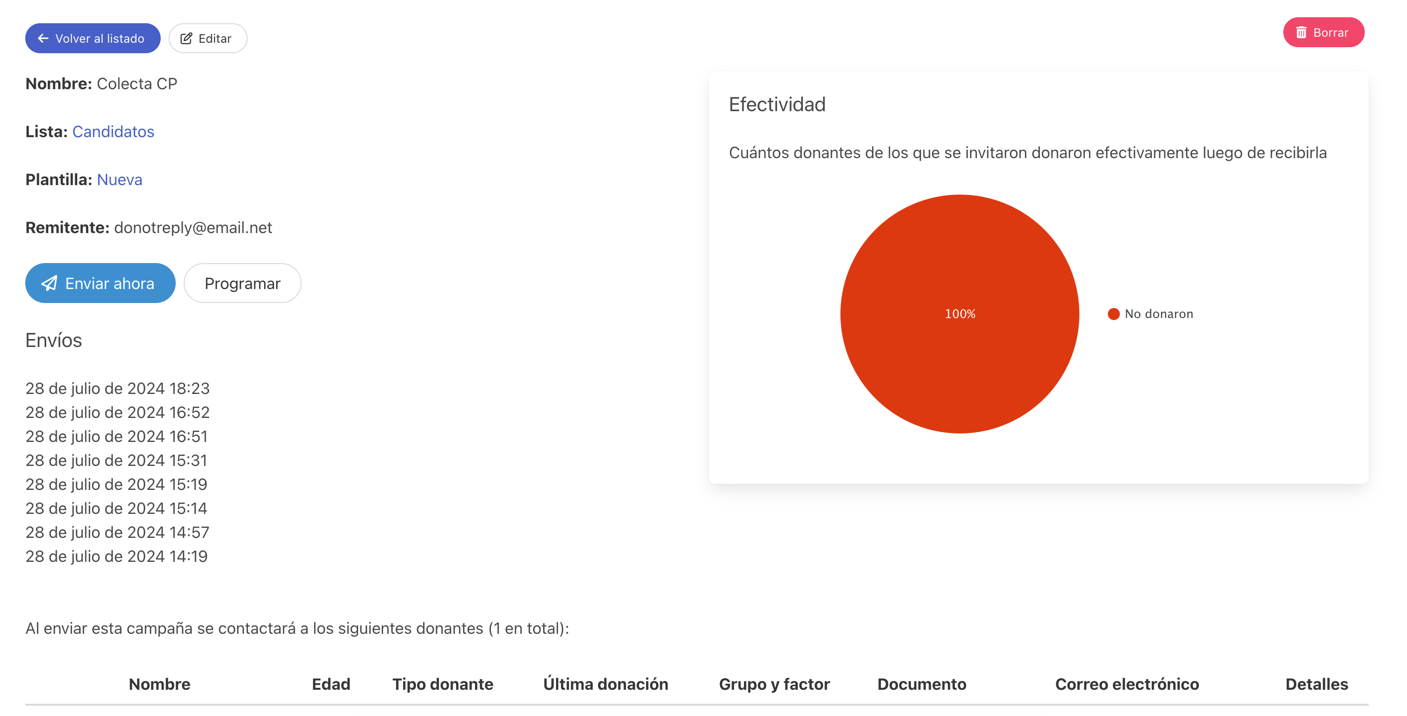 Volver al listado
Editar
Borrar
Nombre: Colecta CP
Lista: Candidatos
Plantilla: Nueva
Remitente: donotreply@email.net
Enviar ahora
Programar
Envíos
28 de julio de 2024 18:23
28 de julio de 2024 16:52
28 de julio de 2024 16:51
28 de julio de 2024 15:31
28 de julio de 2024 15:19
28 de julio de 2024 15:14
28 de julio de 2024 14:57
28 de julio de 2024 14:19
Efectividad
Cuántos donantes de los que se invitaron donaron efectivamente luego de recibirla
100%
No donaron
Al enviar esta campaña se contactará a los siguientes donantes (1 en total):
Nombre Edad Tipo donante Última donación Grupo y factor Documento Correo electrónico Detalles